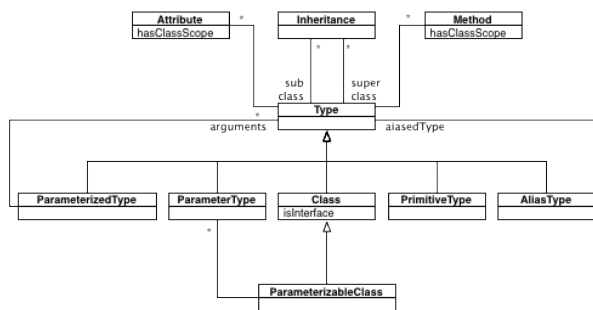 Attribute
*
Inheritance
*
Method
hasClassScope
*
*
hasClassScope
sub
class
super
class
*
Type
arguments
aiasedType
ParameterizedType
ParameterType
Class
PrimitiveType
AliasType
isInterface
*
ParameterizableClass